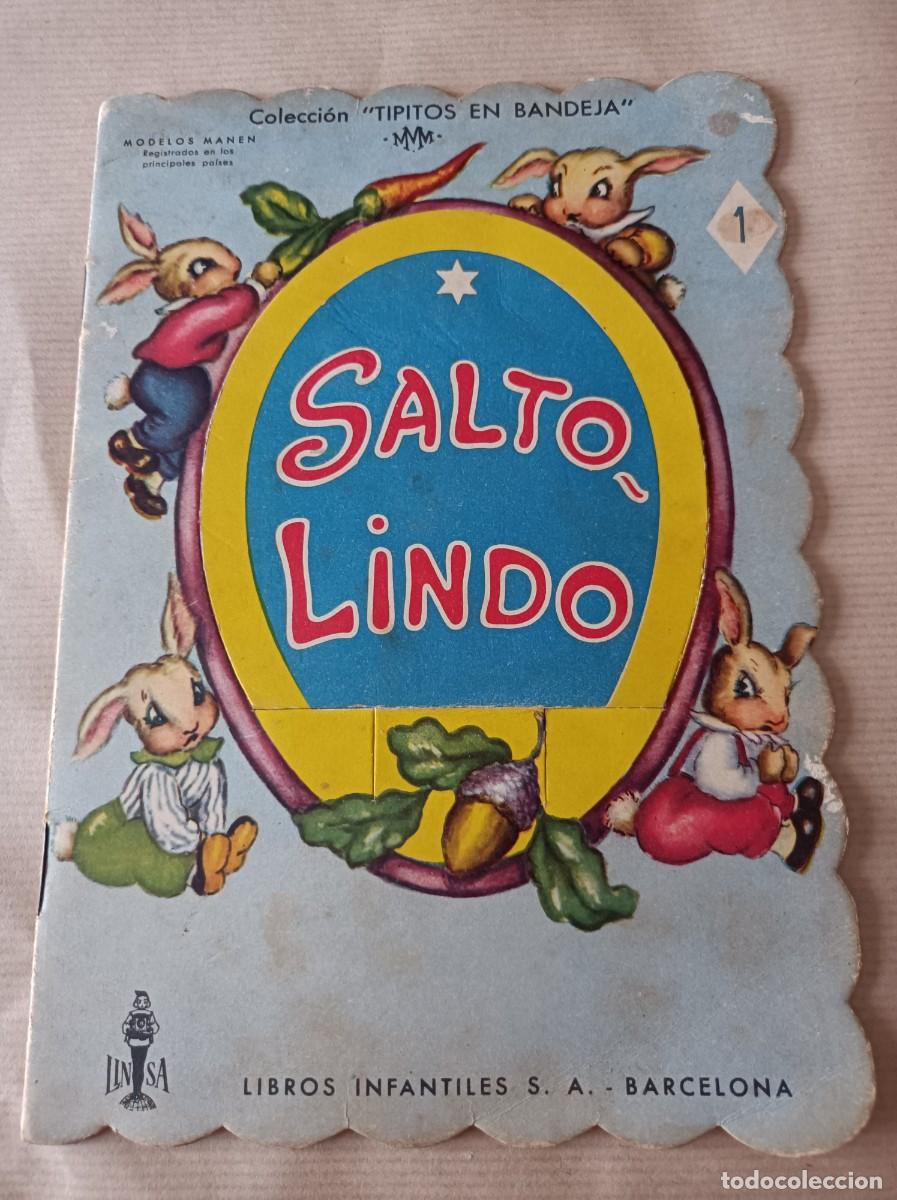 Colección "TIPITOS EN BANDEJA"
MMM
MODELOS MANEN
Registrados en los
principales países
1
SALTO-
LINDO
LINSA
LIBROS INFANTILES S. A. - BARCELONA
todocoleccion